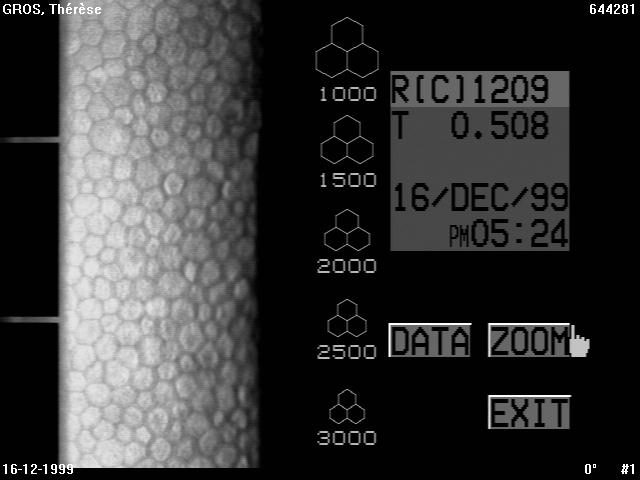 GROS, Thérèse
644281
1000
1500
2000
2500
3000
R[C]1209
T 0.508
16/DEC/99
PM05:24
DATA ZOOM
EXIT
16-12-1999
0° #1